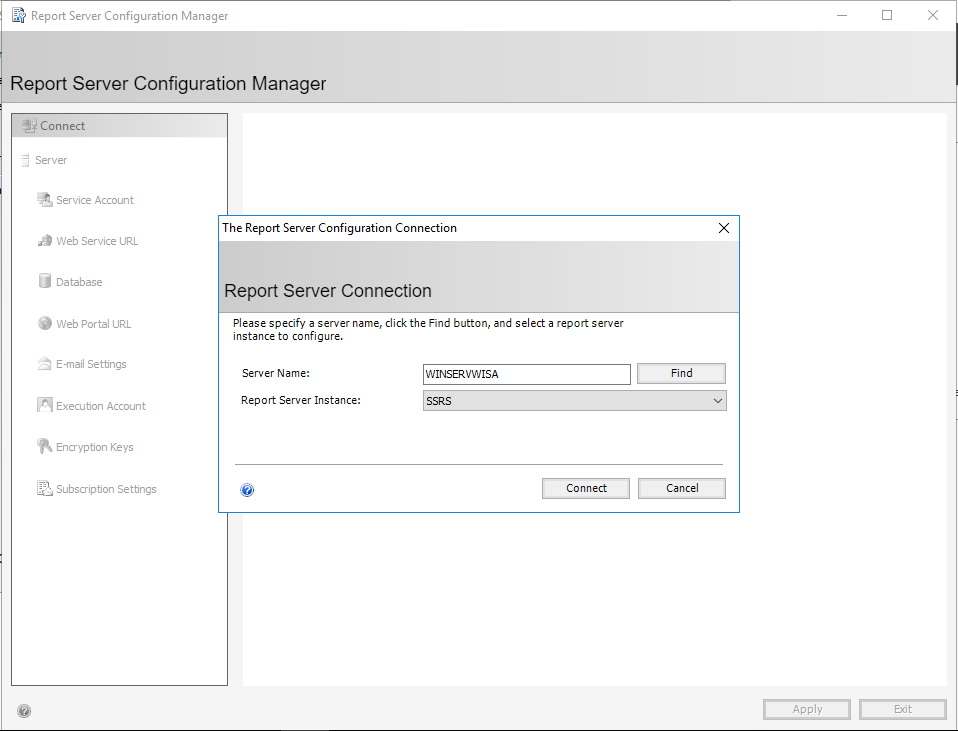 Report Server Configuration Manager
Report Server Configuration Manager
Connect
Server
Service Account
Web Service URL
Database
Web Portal URL
E-mail Settings
Execution Account
Encryption Keys
Subscription Settings
The Report Server Configuration Connection
Report Server Connection
Please specify a server name, click the Find button, and select a report server
instance to configure.
Server Name:
WINSERVWISA
Find
Report Server Instance:
SSRS
Connect
Cancel
Apply
Exit